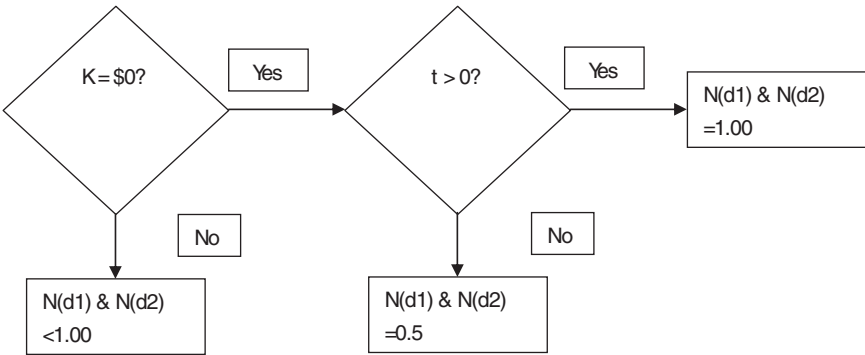 K = $0?
Yes
t > 0?
Yes
N(d1) & N(d2)
=1.00
No
N(d1) & N(d2)
<1.00
No
N(d1) & N(d2)
=0.5